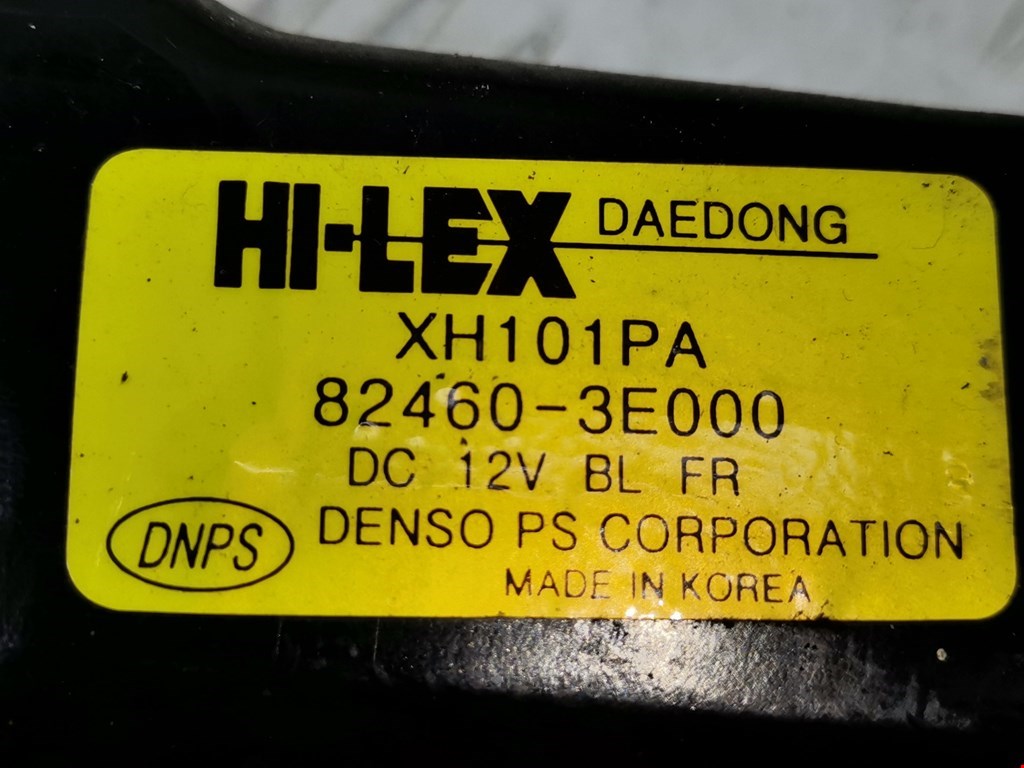 HI-LEX DAEDONG
XH101PA
82460-3E000
DC 12V BL FR
DNPS DENSO PS CORPORATION
MADE IN KOREA